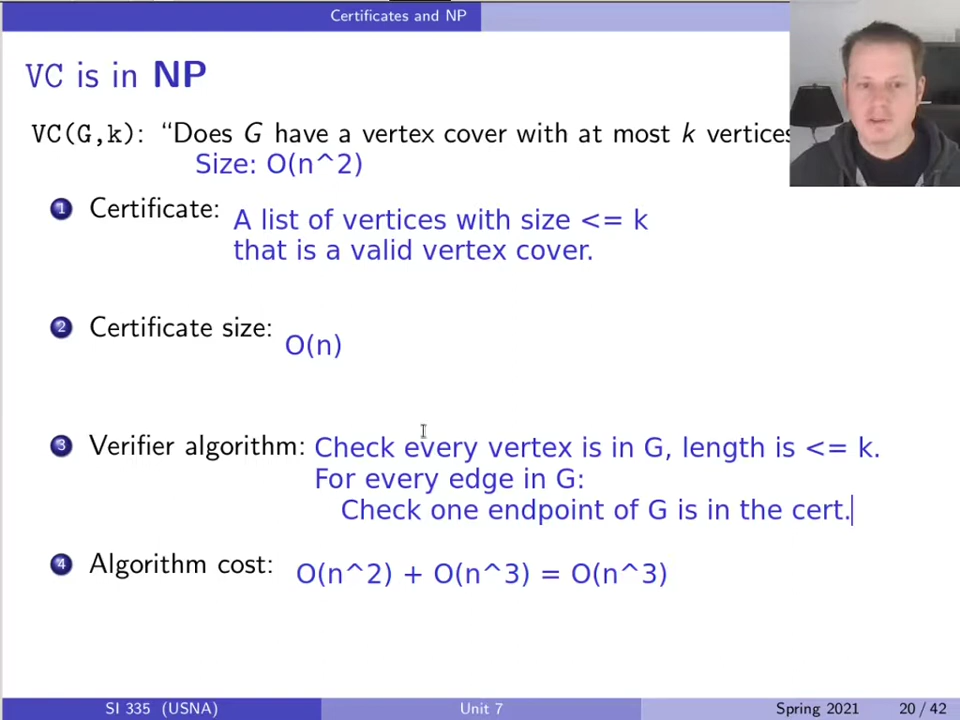 Certificates and NP
VC is in NP
VC(G,k): “Does G have a vertex cover with at most k vertices
Size: O(n^2)
1 Certificate: A list of vertices with size <= k
that is a valid vertex cover.
2 Certificate size: O(n)
3 Verifier algorithm: Check every vertex is in G, length is <= k.
For every edge in G:
Check one endpoint of G is in the cert.
4 Algorithm cost: O(n^2) + O(n^3) = O(n^3)
SI 335 (USNA) Unit 7 Spring 2021 20 / 42